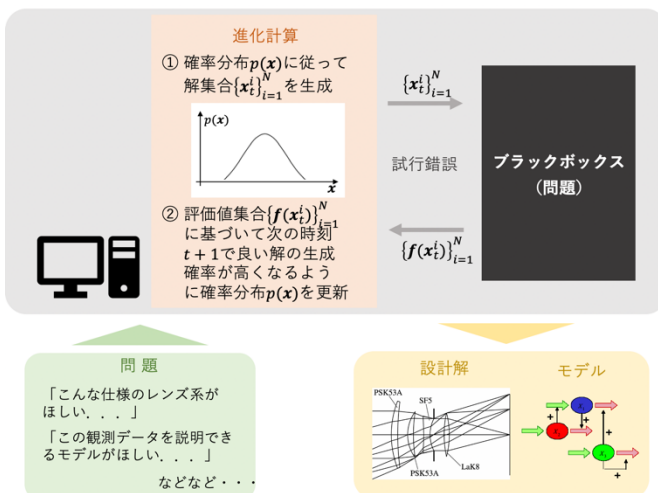 進化計算
① 確率分布p(x)に従って
解集合{x_t^i}_{i=1}^Nを生成
p(x)
x
② 評価値集合{f(x_t^i)}_{i=1}^N
に基づいて次の時刻
t+1で良い解の生成
確率が高くなるよう
に確率分布p(x)を更新
{x_t^i}_{i=1}^N
試行錯誤
{f(x_t^i)}_{i=1}^N
ブラックボックス
(問題)
問 題
「こんな仕様のレンズ系が
ほしい．．．」
「この観測データを説明でき
るモデルがほしい．．．」
などなど・・・
設計解
PSK53A
SF5
PSK53A
LaK8
モデル
+
+
+
+